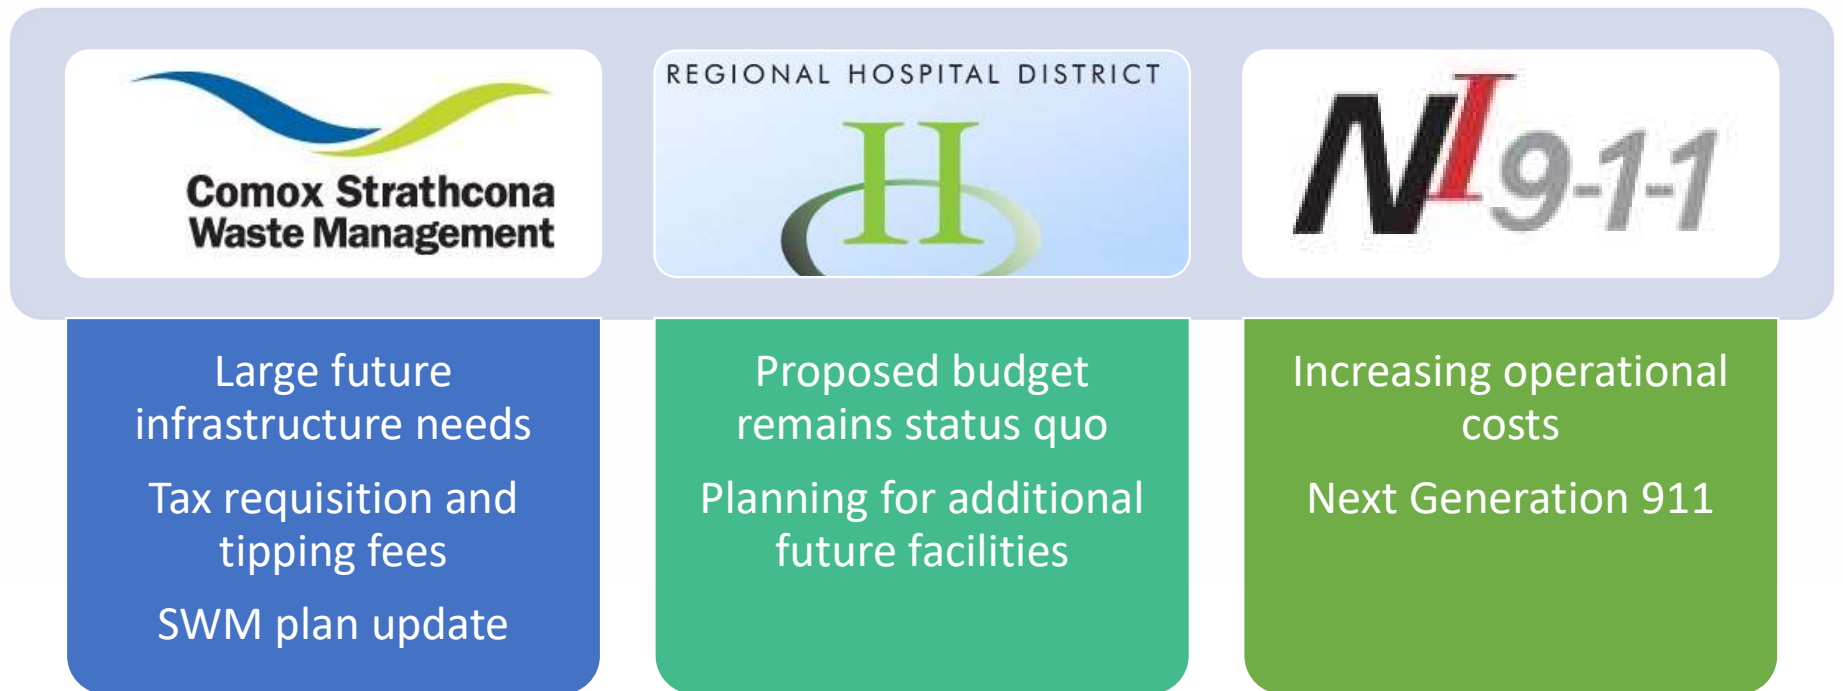 Comox Strathcona
Waste Management
REGIONAL HOSPITAL DISTRICT
H
NI 9-1-1
Large future
infrastructure needs
Tax requisition and
tipping fees
SWM plan update
Proposed budget
remains status quo
Planning for additional
future facilities
Increasing operational
costs
Next Generation 911